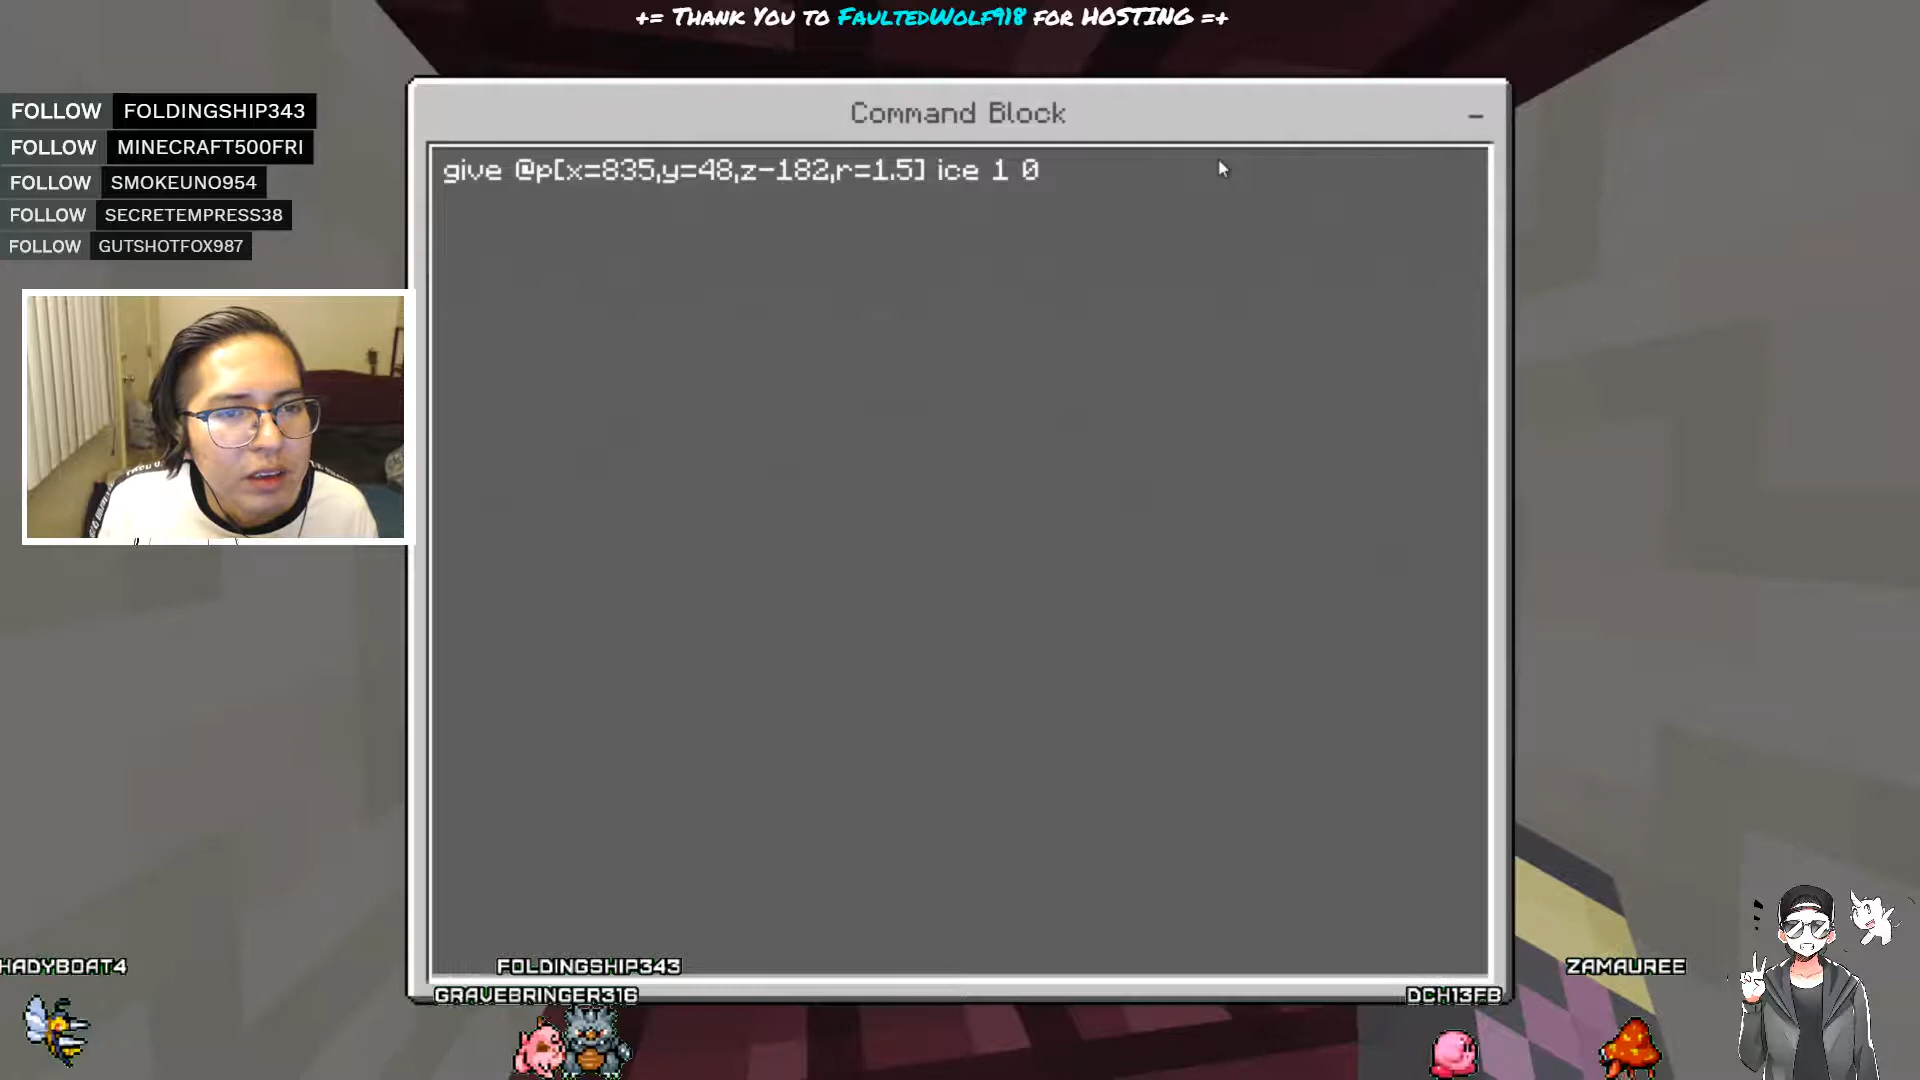 += Thank You to FaultedWolf918 for HOSTING =+
FOLLOW FOLDINGSHIP343
FOLLOW MINECRAFT500FRI
FOLLOW SMOKEUNO954
FOLLOW SECRETEMPRESS38
FOLLOW GUTSHOTFOX987
Command Block
give @p[x=835,y=48,z-182,r=1.5] ice 1 0
HADYBOAT4
FOLDINGSHIP343
ZAMAUREE
GRAVEBRINGER316
DCH13FB